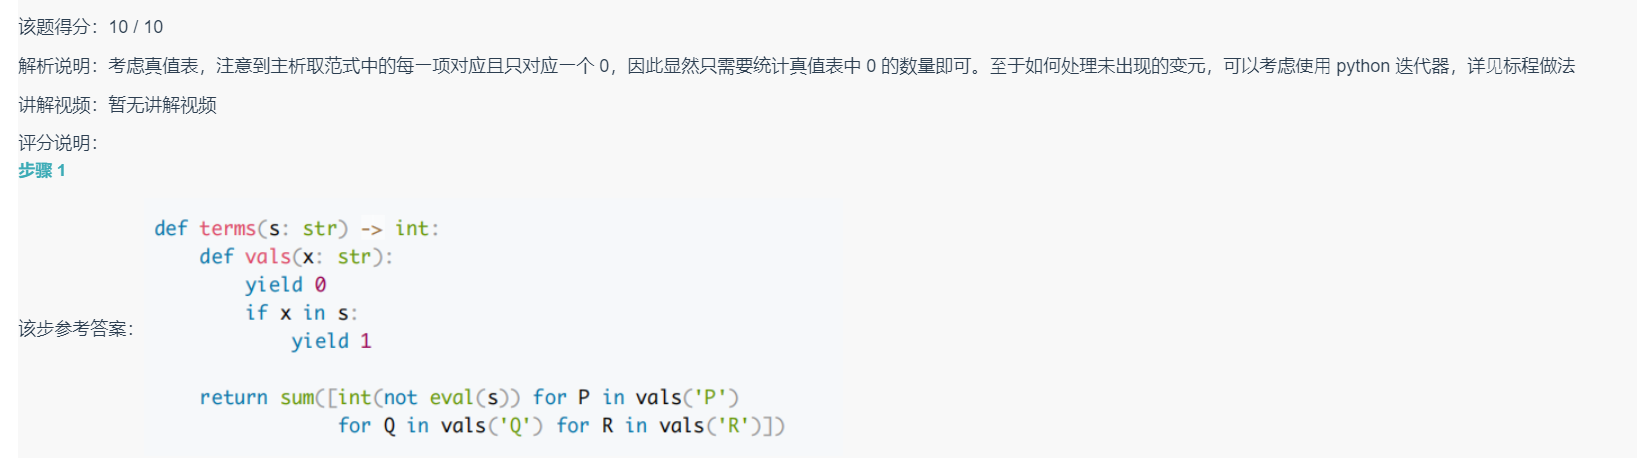 该题得分：10 / 10
解析说明：考虑真值表，注意到主析取范式中的每一项对应且只对应一个 0，因此显然只需要统计真值表中 0 的数量即可。至于如何处理未出现的变元，可以考虑使用 python 迭代器，详见标程做法
讲解视频：暂无讲解视频
评分说明：
步骤 1
该步参考答案：
def terms(s: str) -> int:
    def vals(x: str):
        yield 0
        if x in s:
            yield 1
    return sum([int(not eval(s)) for P in vals('P')
                for Q in vals('Q') for R in vals('R')])